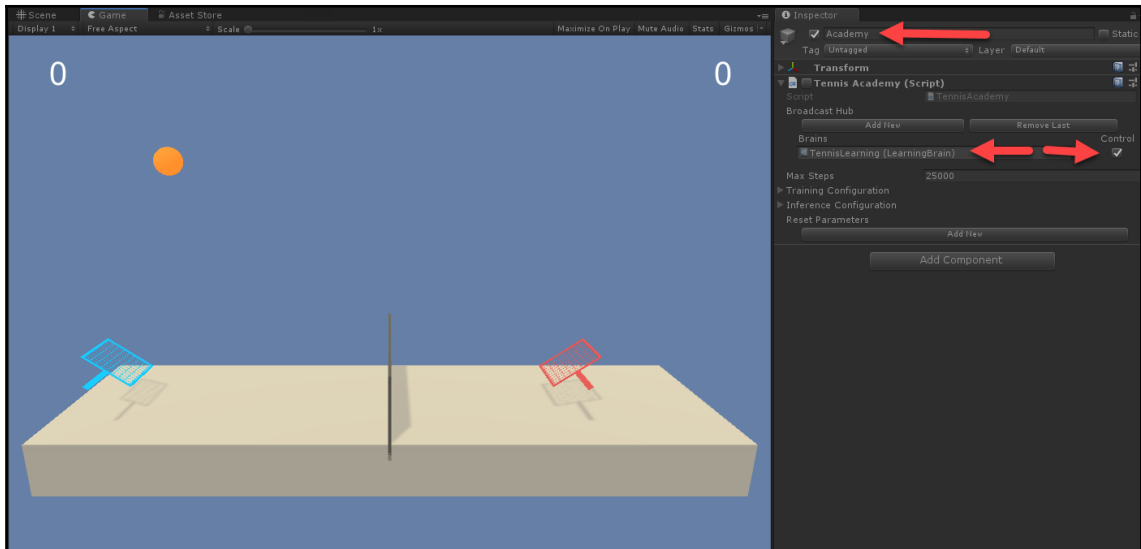 Scene Game Asset Store
Display 1 Free Aspect Scale 1x Maximize On Play Mute Audio Stats Gizmos
0 0
Inspector
Academy Static
Tag Untagged Layer Default
Transform
Tennis Academy (Script)
Script TennisAcademy
Broadcast Hub
Add New Remove Last
Brains Control
TennisLearning (LearningBrain)
Max Steps 25000
Training Configuration
Inference Configuration
Reset Parameters
Add New
Add Component